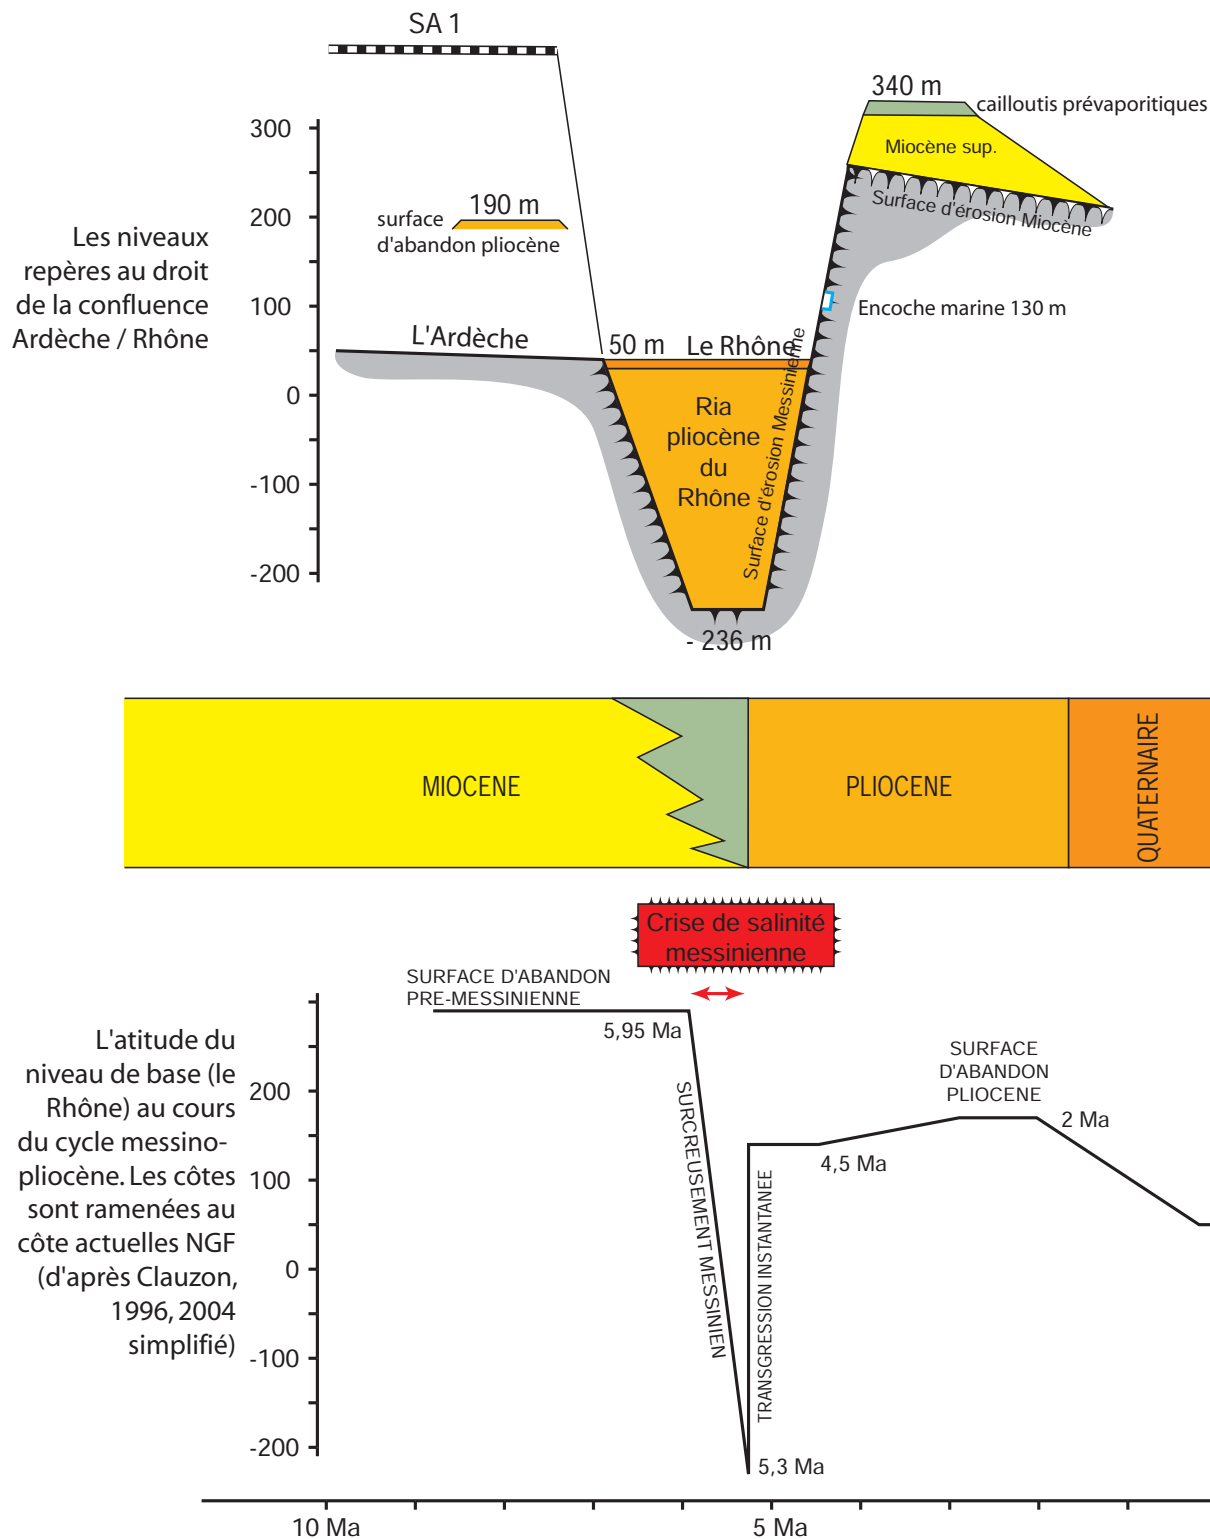 SA 1
340 m
cailloutis prévaporitiques
Miocène sup.
Surface d'érosion Miocène
300
200
100
0
-100
-200
190 m
surface
d'abandon pliocène
Les niveaux
repères au droit
de la confluence
Ardèche / Rhône
Encoche marine 130 m
L'Ardèche
50 m
Le Rhône
Ria
pliocène
du
Rhône
Surface d'érosion Messinienne
- 236 m
MIOCENE
PLIOCENE
QUATERNAIRE
Crise de salinité
messinienne
SURFACE D'ABANDON
PRE-MESSINIENNE
5,95 Ma
L'atitude du
niveau de base (le
Rhône) au cours
du cycle messino-
pliocène. Les côtes
sont ramenées au
côte actuelles NGF
(d'après Clauzon,
1996, 2004
simplifié)
200
100
0
-100
-200
SURCREUSEMENT MESSINIEN
TRANSGRESSION INSTANTANEE
SURFACE
D'ABANDON
PLIOCENE
2 Ma
4,5 Ma
5,3 Ma
10 Ma
5 Ma